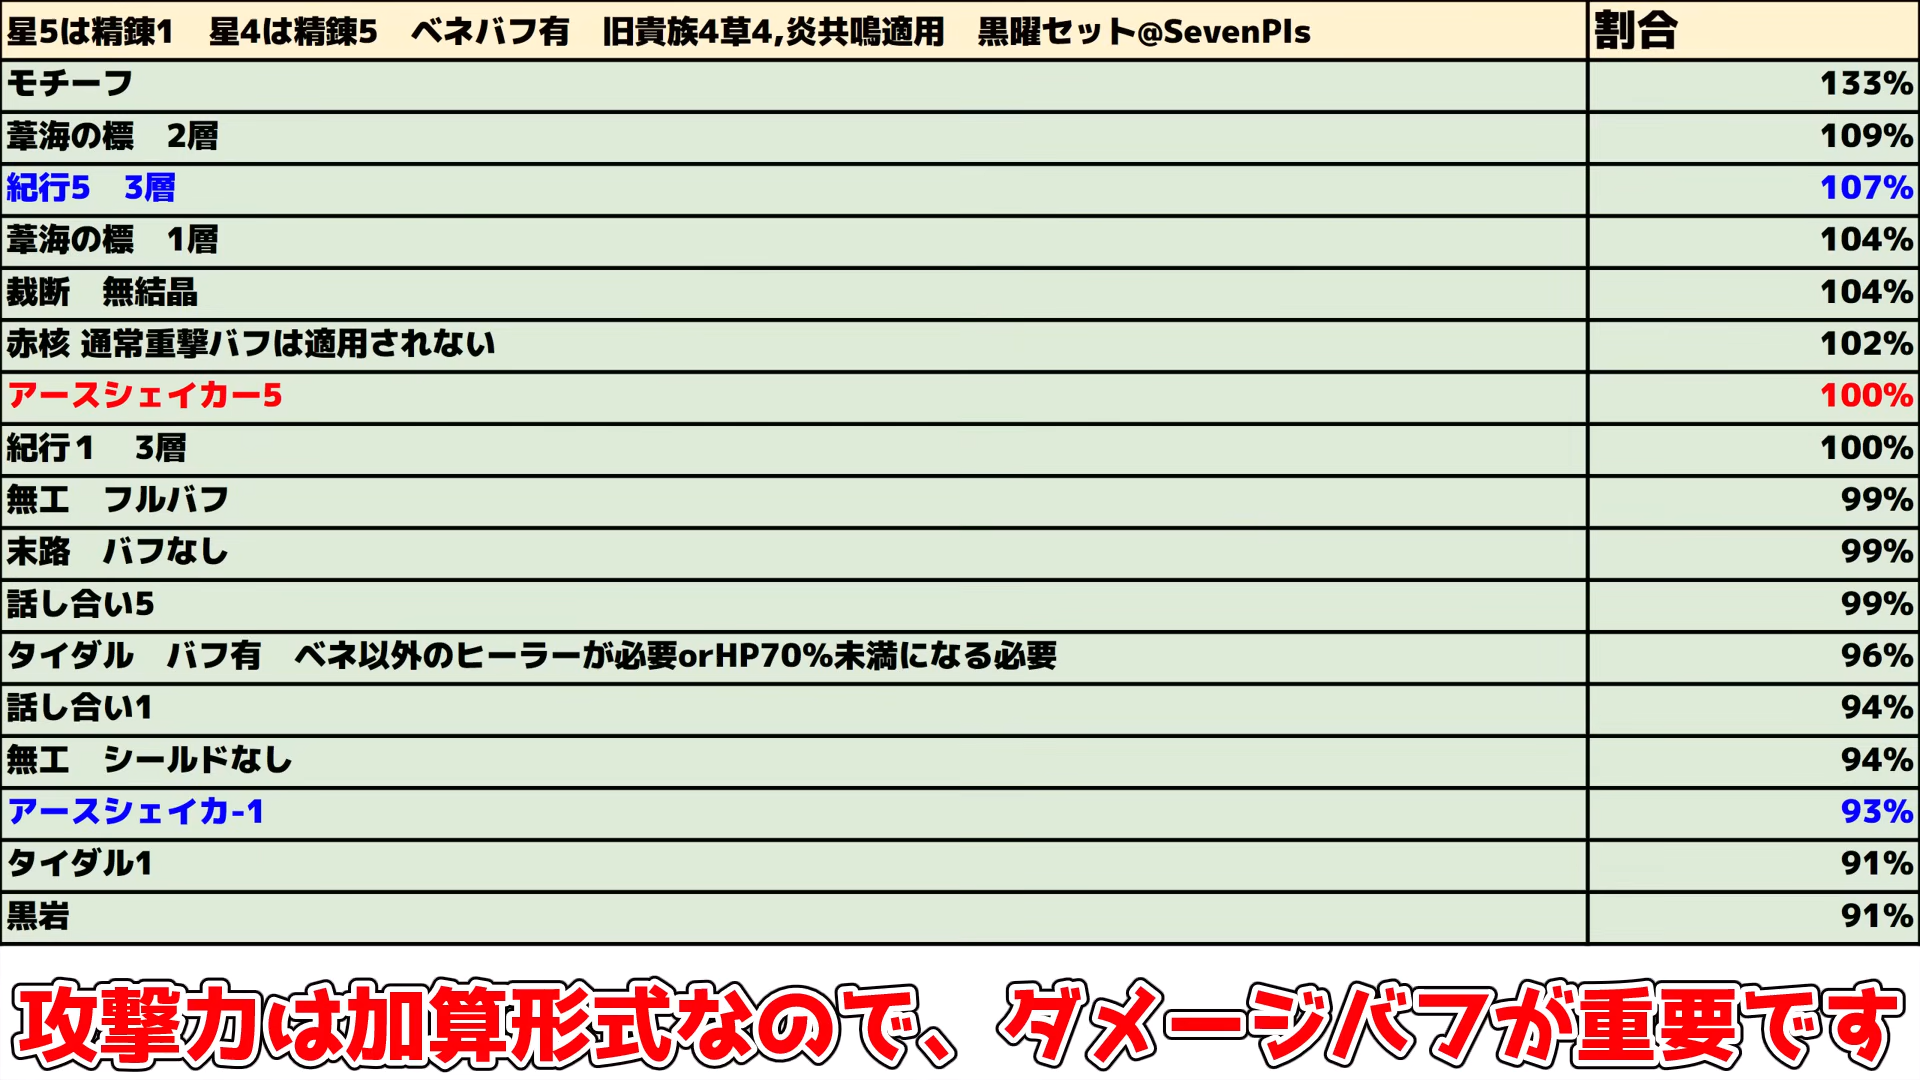 星5は精錬1　星4は精錬5　ベネバフ有　旧貴族4草4,炎共鳴適用　黒曜セット@SevenPIs　割合
モチーフ　133%
葦海の標　2層　109%
紀行5　3層　107%
葦海の標　1層　104%
裁断　無結晶　104%
赤核 通常重撃バフは適用されない　102%
アースシェイカー5　100%
紀行１　3層　100%
無工　フルバフ　99%
末路　バフなし　99%
話し合い5　99%
タイダル　バフ有　ベネ以外のヒーラーが必要orHP70%未満になる必要　96%
話し合い1　94%
無工　シールドなし　94%
アースシェイカ-1　93%
タイダル1　91%
黒岩　91%
攻撃力は加算形式なので、ダメージバフが重要です